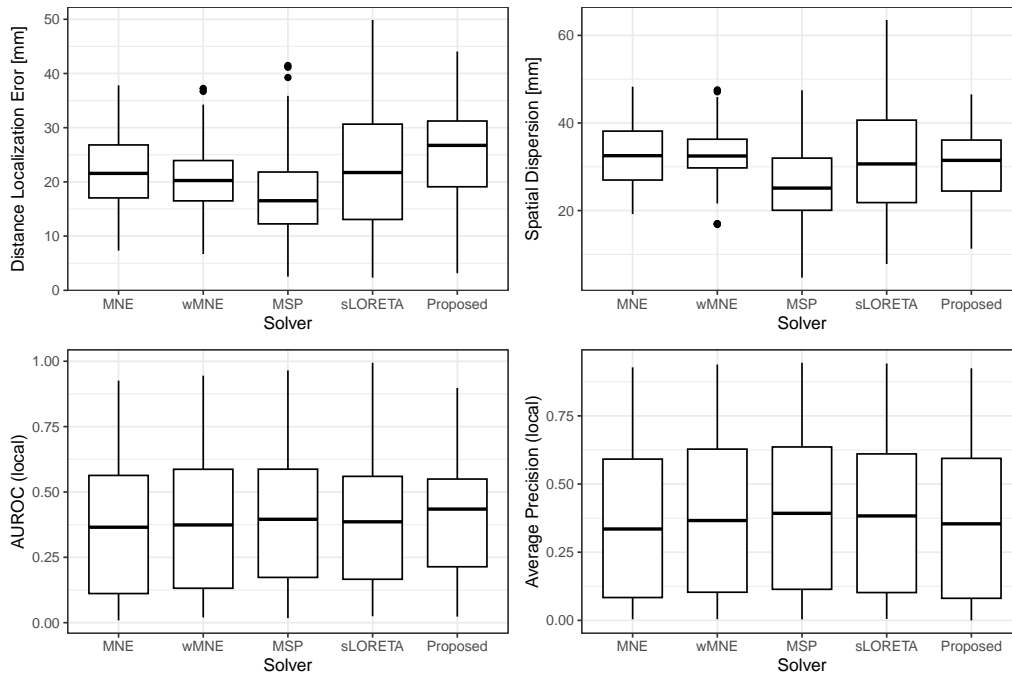 Distance Localization Eror [mm]
50
40
30
20
10
0
MNE wMNE MSP sLORETA Proposed
Solver
Spatial Dispersion [mm]
60
40
20
MNE wMNE MSP sLORETA Proposed
Solver
AUROC (local)
1.00
0.75
0.50
0.25
0.00
MNE wMNE MSP sLORETA Proposed
Solver
Average Precision (local)
0.75
0.50
0.25
0.00
MNE wMNE MSP sLORETA Proposed
Solver